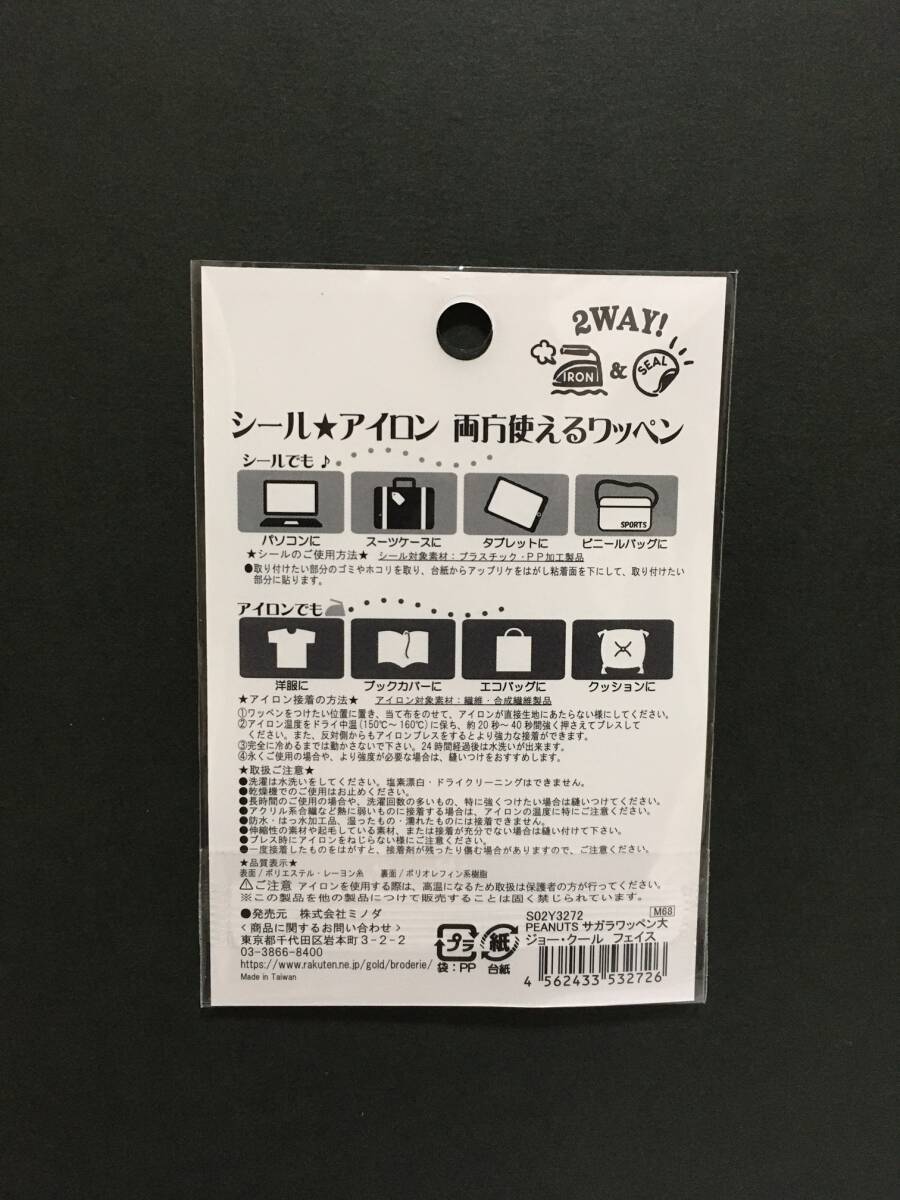 2WAY!
IRON & SEAL
シール★アイロン 両方使えるワッペン
シールでも♪
SPORTS
パソコンに スーツケースに タブレットに ビニールバッグに
★シールのご使用方法★ シール対象素材：プラスチック・PP加工製品
●取り付けたい部分のゴミやホコリを取り、台紙からアップリケをはがし粘着面を下にして、取り付けたい
部分に貼ります。
アイロンでも
洋服に ブックカバーに エコバッグに クッションに
★アイロン接着の方法★ アイロン対象素材：繊維・合成繊維製品
①ワッペンをつけたい位置に置き、当て布をのせて、アイロンが直接生地にあたらない様にしてください。
②アイロン温度をドライ中温(150℃〜160℃)に保ち、約20秒〜40秒間強く押さえてプレスして
ください。また、反対側からもアイロンプレスをするとより強力な接着ができます。
③完全に冷めるまでは動かさないで下さい。24時間経過後は水洗いが出来ます。
④永くご使用の場合や、より強度が必要な場合は、縫いつけをおすすめします。
★取扱ご注意★
●洗濯は水洗いをしてください。塩素漂白・ドライクリーニングはできません。
●乾燥機でのご使用はお止めください。
●長時間のご使用の場合や、洗濯回数の多いもの、特に強くつけたい場合は縫いつけてください。
●アクリル系合繊など熱に弱いものに接着する場合は、アイロンの温度に特にご注意ください。
●防水・はっ水加工品、湿ったもの・濡れたものには接着できません。
●伸縮性の素材や起毛している素材、または接着が充分でない場合は縫い付けて下さい。
●プレス時にアイロンをねじらない様にご注意ください。
●一度接着したものをはがすと、接着剤が残ったり傷む場合がありますので、ご注意ください。
★品質表示★
表面/ポリエステル・レーヨン糸 裏面/ポリオレフィン系樹脂
⚠ご注意 アイロンを使用する際は、高温になるため取扱は保護者の方が行ってください。
※この製品を他の製品につけて販売することは固く禁じられています。
●発売元 株式会社ミノダ
＜商品に関するお問い合わせ＞
東京都千代田区岩本町3-2-2
03-3866-8400
https://www.rakuten.ne.jp/gold/broderie/
Made in Taiwan
プラ 紙
袋：PP 台紙
S02Y3272 M68
PEANUTS サガラワッペン大
ジョー・クール フェイス
4 562433 532726